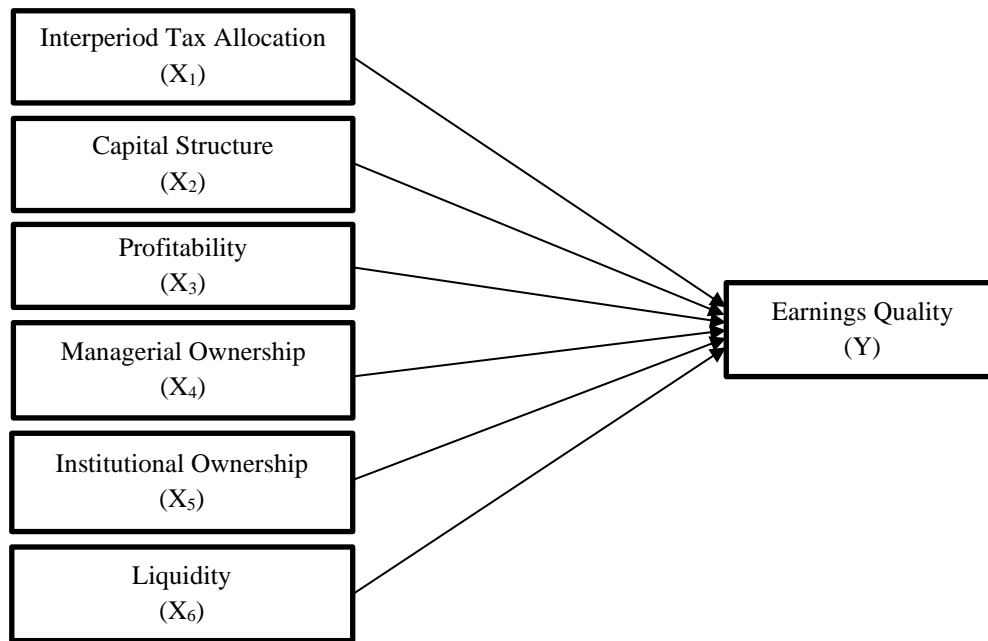 Interperiod Tax Allocation
(X₁)
Capital Structure
(X₂)
Profitability
(X₃)
Managerial Ownership
(X₄)
Institutional Ownership
(X₅)
Liquidity
(X₆)
Earnings Quality
(Y)